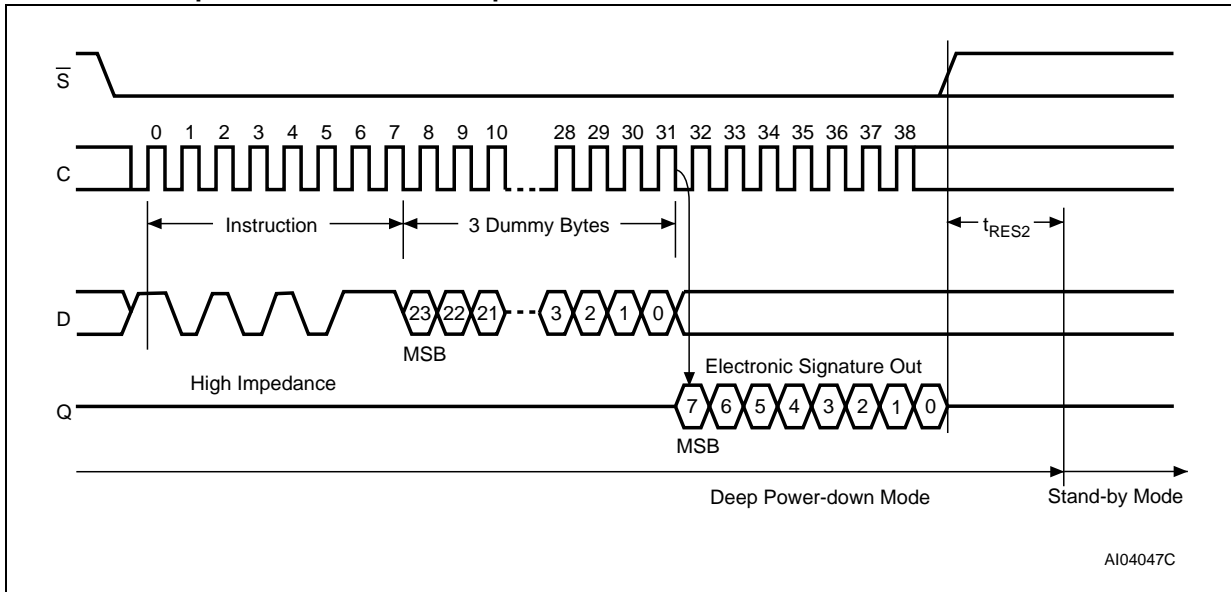 S
0 1 2 3 4 5 6 7 8 9 10 28 29 30 31 32 33 34 35 36 37 38
C
Instruction 3 Dummy Bytes tRES2
D 23 22 21 3 2 1 0
MSB
High Impedance Electronic Signature Out
Q 7 6 5 4 3 2 1 0
MSB
Deep Power-down Mode Stand-by Mode
AI04047C